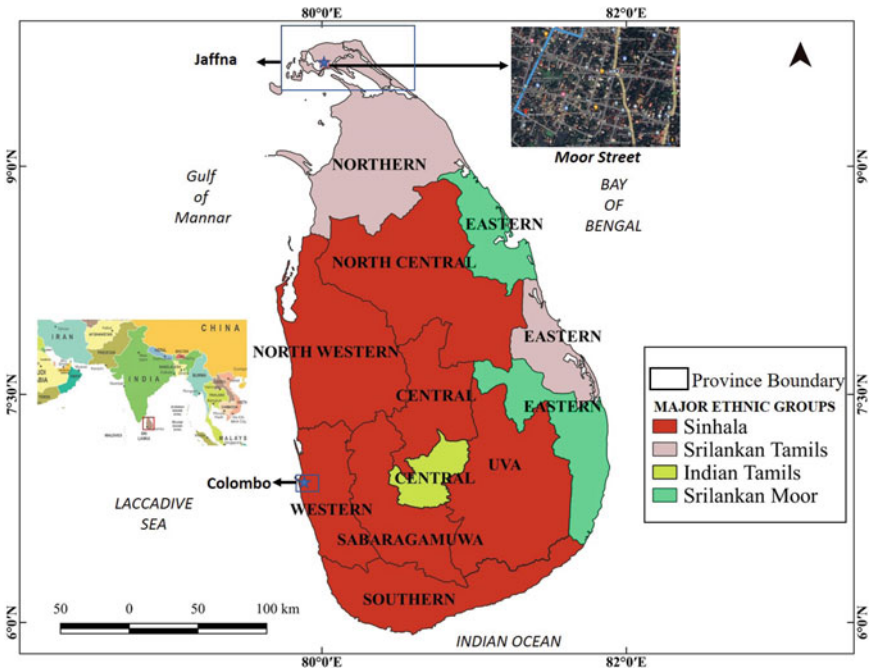 80°0'E
82°0'E
Jaffna
Moor Street
9°0'N
9°0'N
NORTHERN
Gulf
of
Mannar
BAY
OF
BENGAL
EASTERN
NORTH CENTRAL
EASTERN
NORTH WESTERN
IRAN
CHINA
INDIA
SRI
LANKA
MALAYS
7°30'N
7°30'N
CENTRAL
EASTERN
Province Boundary
MAJOR ETHNIC GROUPS
Sinhala
Srilankan Tamils
Indian Tamils
Srilankan Moor
CENTRAL
UVA
Colombo
WESTERN
LACCADIVE
SEA
SABARAGAMUWA
SOUTHERN
50 0 50 100 km
6°0'N
6°0'N
INDIAN OCEAN
80°0'E
82°0'E